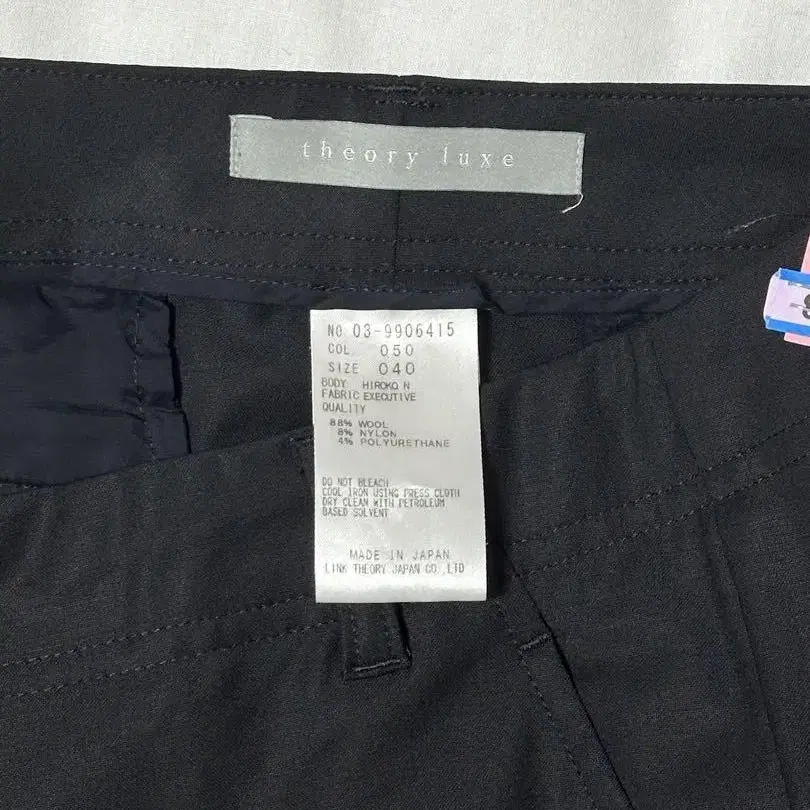 theory luxe
NO 03-9906415
COL 050
SIZE 040
BODY HIROKO N
FABRIC EXECUTIVE
QUALITY
88% WOOL
8% NYLON
4% POLYURETHANE
DO NOT BLEACH
COOL IRON USING PRESS CLOTH
DRY CLEAN WITH PETROLEUM
BASED SOLVENT
MADE IN JAPAN
LINK THEORY JAPAN CO.,LTD